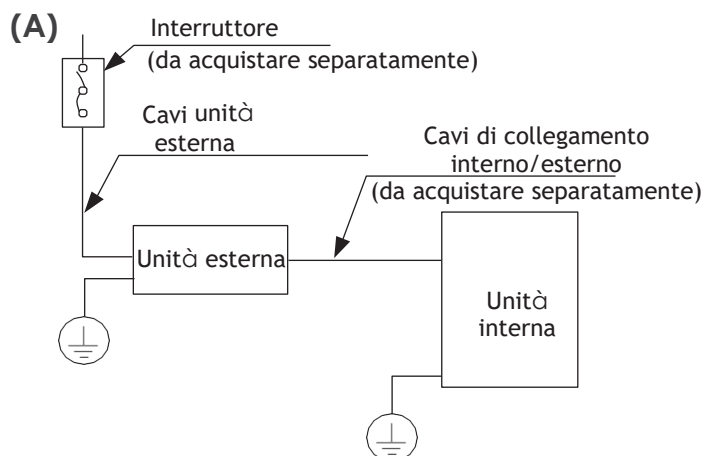 (A)
Interruttore
(da acquistare separatamente)
Cavi unità
esterna
Cavi di collegamento
interno/esterno
(da acquistare separatamente)
Unità esterna
Unità
interna